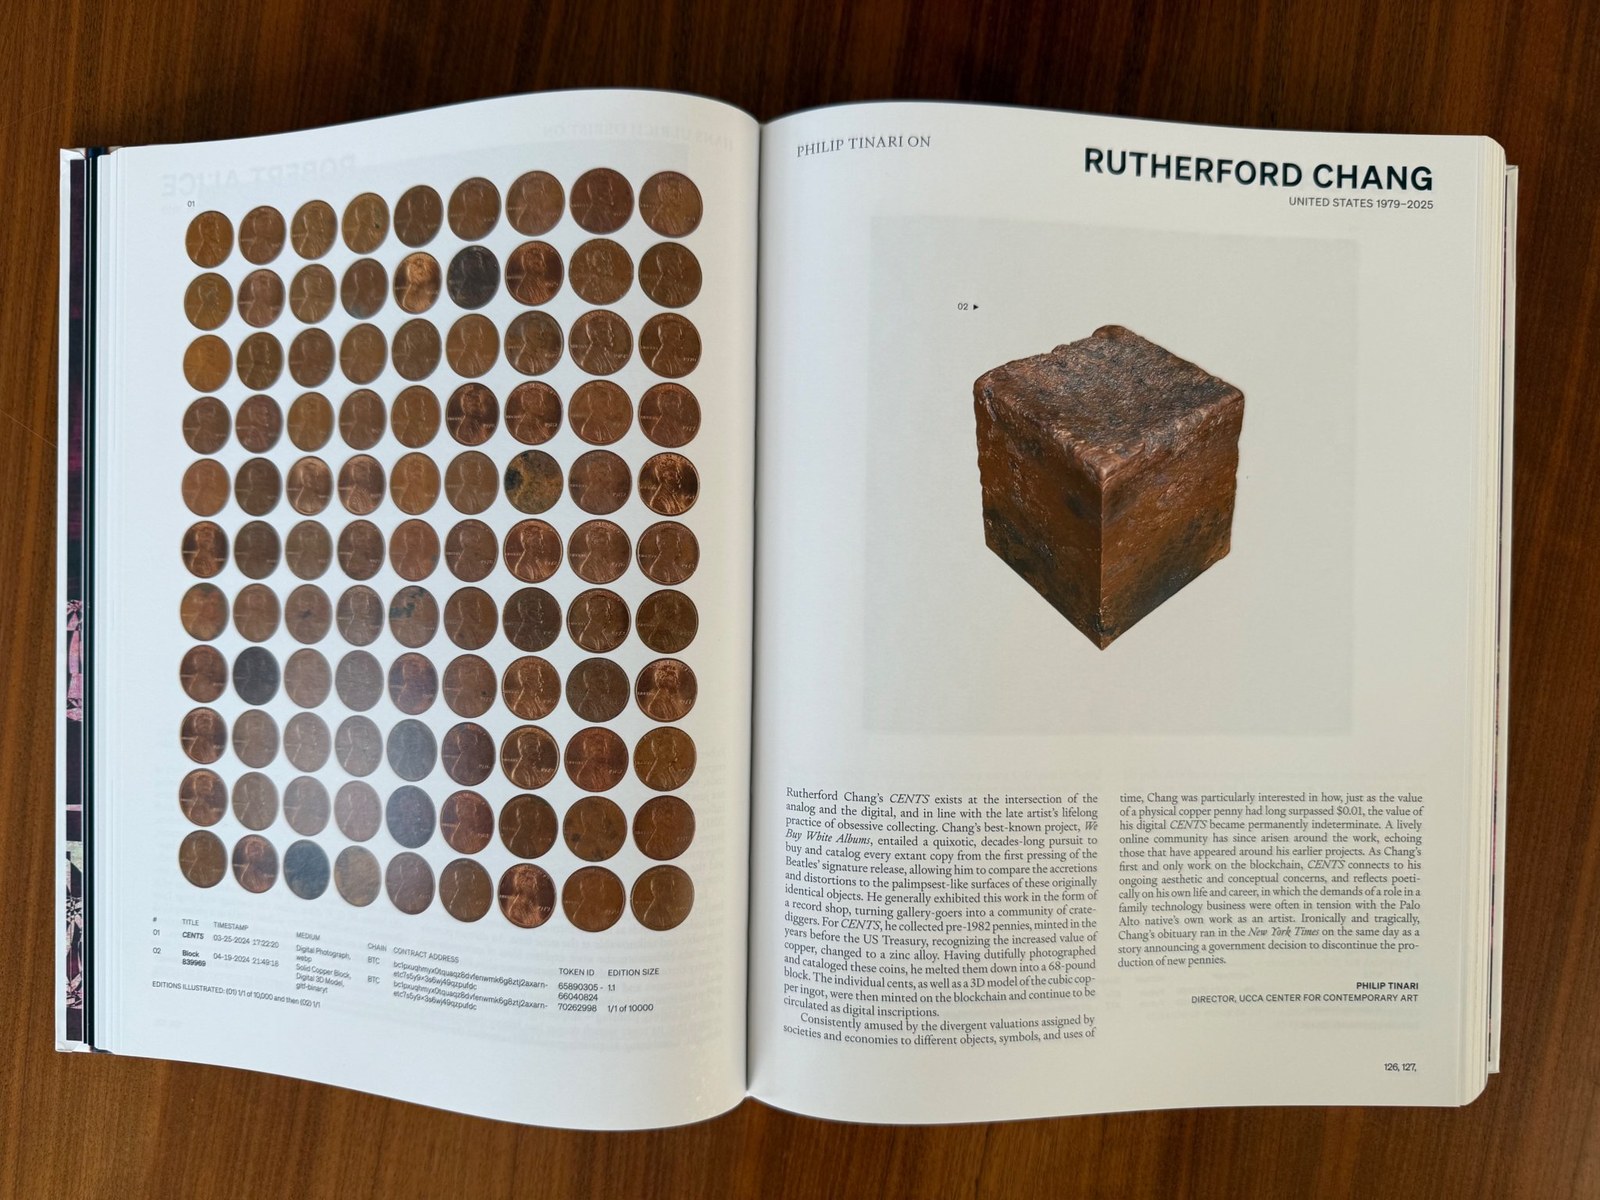 01
# TITLE TIMESTAMP MEDIUM CHAIN CONTRACT ADDRESS TOKEN ID EDITION SIZE
01 CENTS 03-25-2024 17:22:20 Digital Photograph, BTC
webp
65890305 - 1:1
66040824
02 Block 04-19-2024 21:49:16 Solid Copper Block, BTC
839969 Digital 3D Model,
gltf-binary
70262998 1/1 of 10000
EDITIONS ILLUSTRATED: (01) 1/1 of 10,000 and then (02) 1/1
PHILIP TINARI ON
RUTHERFORD CHANG
UNITED STATES 1979–2025
02 ►
Rutherford Chang's CENTS exists at the intersection of the
analog and the digital, and in line with the late artist's lifelong
practice of obsessive collecting. Chang's best-known project, We
Buy White Albums, entailed a quixotic, decades-long pursuit to
buy and catalog every extant copy from the first pressing of the
Beatles' signature release, allowing him to compare the accretions
and distortions to the palimpsest-like surfaces of these originally
identical objects. He generally exhibited this work in the form of
a record shop, turning gallery-goers into a community of crate-
diggers. For CENTS, he collected pre-1982 pennies, minted in the
years before the US Treasury, recognizing the increased value of
copper, changed to a zinc alloy. Having dutifully photographed
and cataloged these coins, he melted them down into a 68-pound
block. The individual cents, as well as a 3D model of the cubic cop-
per ingot, were then minted on the blockchain and continue to be
circulated as digital inscriptions.
Consistently amused by the divergent valuations assigned by
societies and economies to different objects, symbols, and uses of
time, Chang was particularly interested in how, just as the value
of a physical copper penny had long surpassed $0.01, the value of
his digital CENTS became permanently indeterminate. A lively
online community has since arisen around the work, echoing
those that have appeared around his earlier projects. As Chang's
first and only work on the blockchain, CENTS connects to his
ongoing aesthetic and conceptual concerns, and reflects poeti-
cally on his own life and career, in which the demands of a role in a
family technology business were often in tension with the Palo
Alto native's own work as an artist. Ironically and tragically,
Chang's obituary ran in the New York Times on the same day as a
story announcing a government decision to discontinue the pro-
duction of new pennies.
PHILIP TINARI
DIRECTOR, UCCA CENTER FOR CONTEMPORARY ART
126, 127,